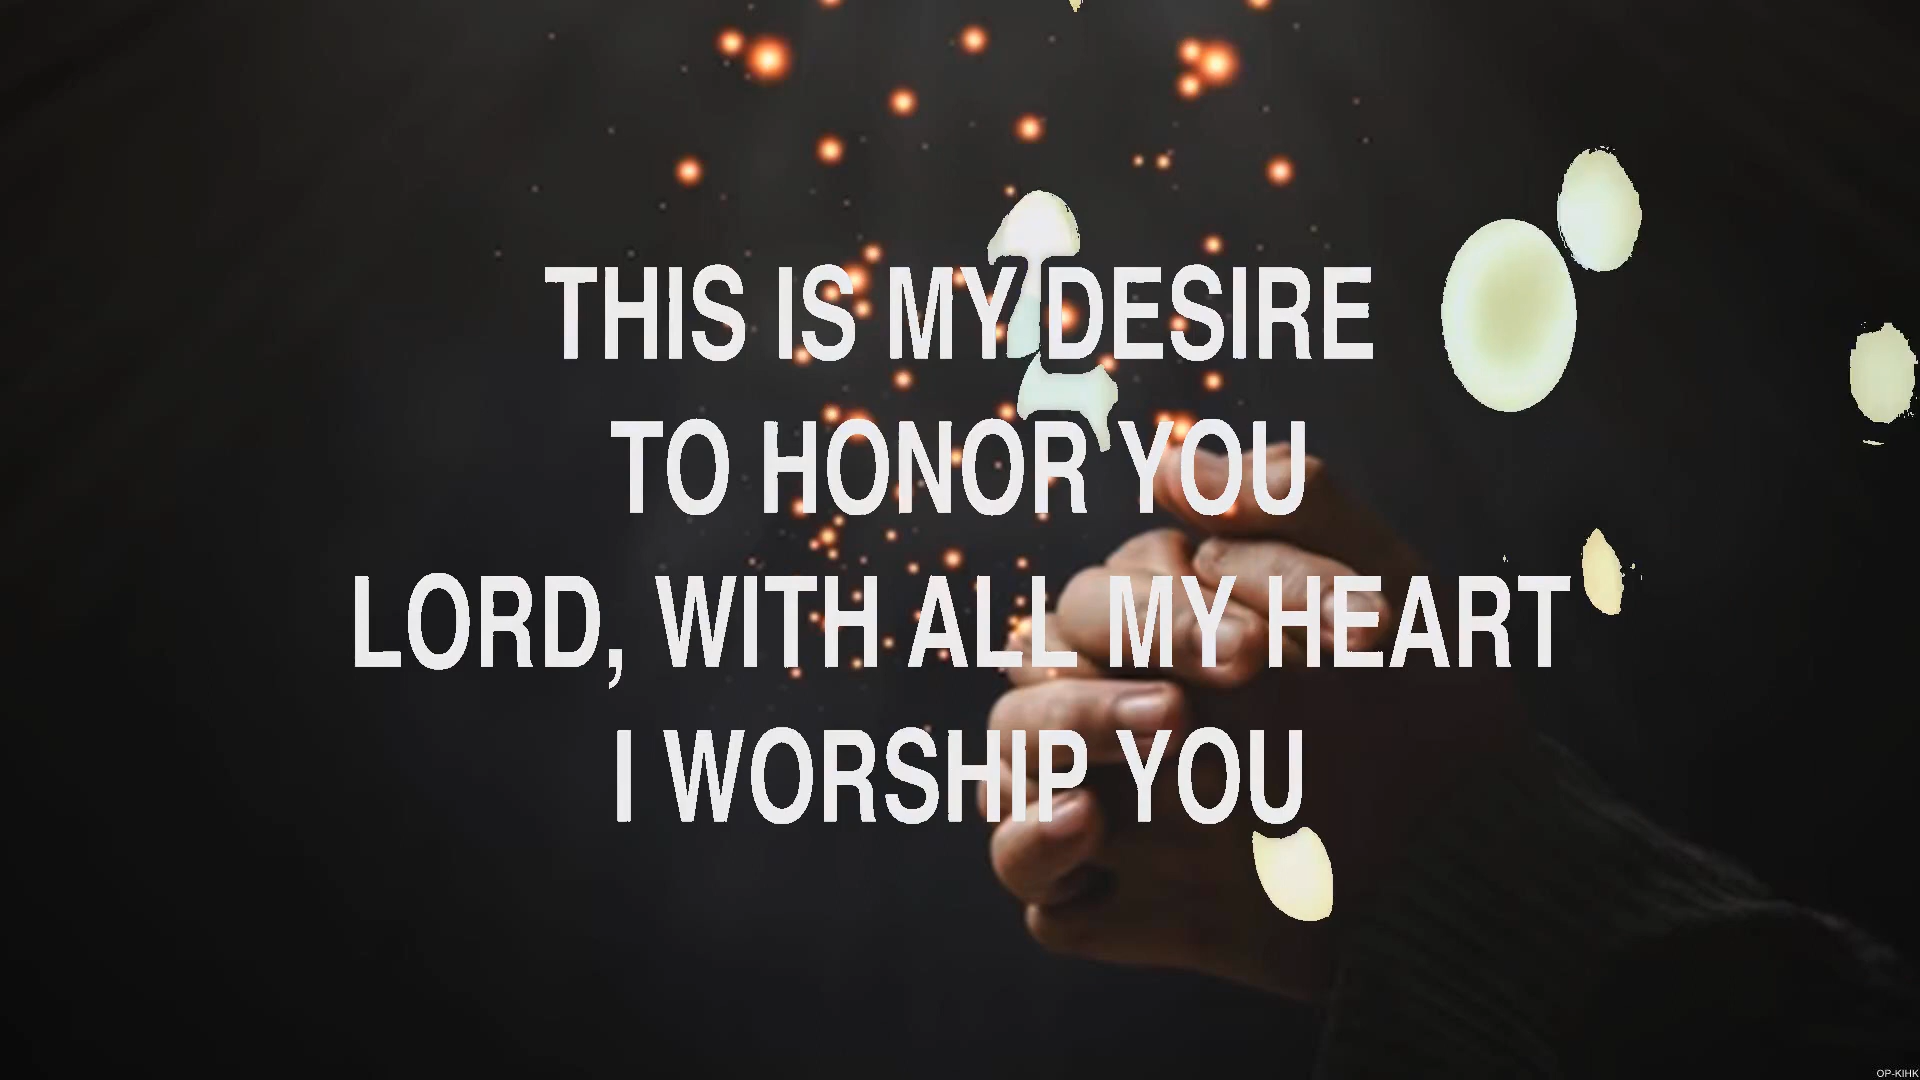 THIS IS MY DESIRE
TO HONOR YOU
LORD, WITH ALL MY HEART
I WORSHIP YOU
OP-KIHK